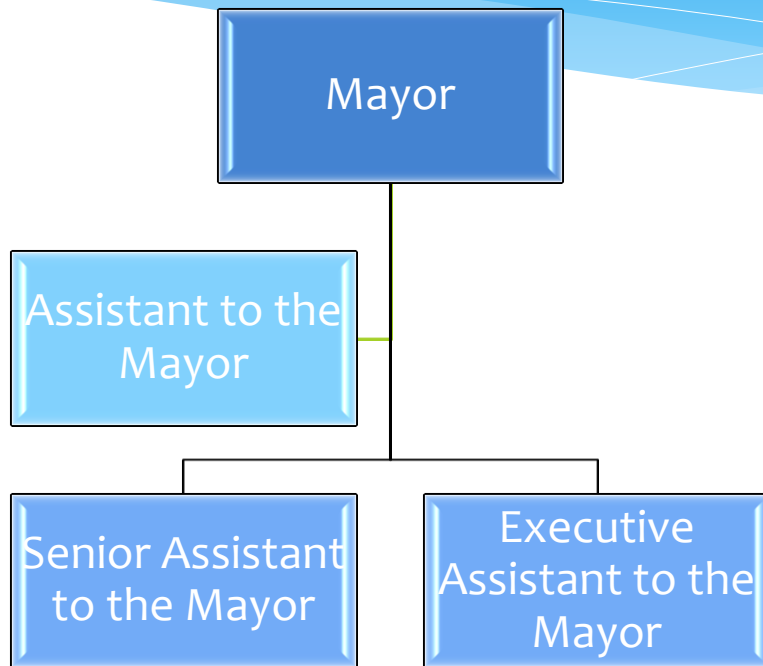 Mayor
Assistant to the
Mayor
Senior Assistant
to the Mayor
Executive
Assistant to the
Mayor